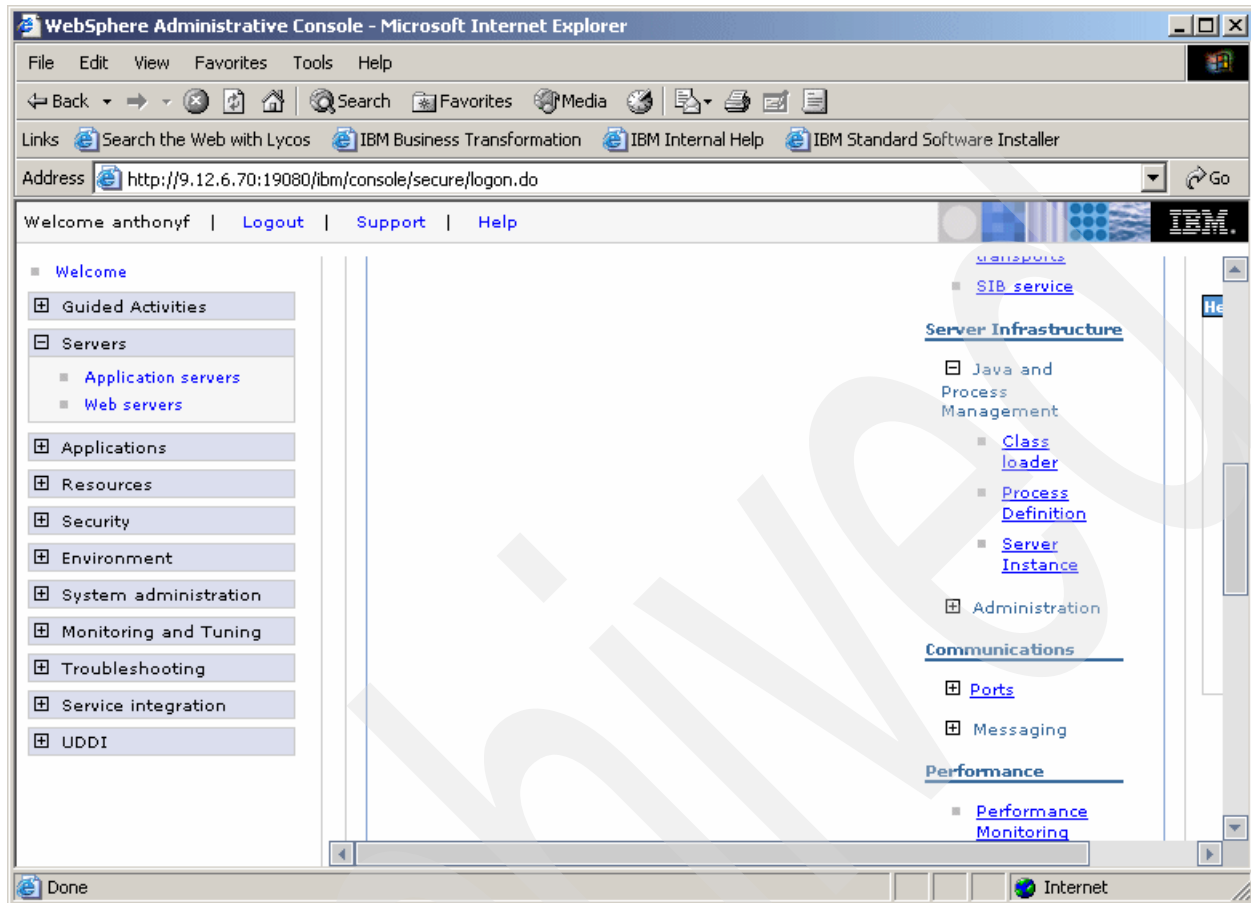 WebSphere Administrative Console - Microsoft Internet Explorer
File Edit View Favorites Tools Help
Back Search Favorites Media
Links Search the Web with Lycos IBM Business Transformation IBM Internal Help IBM Standard Software Installer
Address http://9.12.6.70:19080/ibm/console/secure/logon.do Go
Welcome anthonyf | Logout | Support | Help IBM.
Welcome
Guided Activities
Servers
Application servers
Web servers
Applications
Resources
Security
Environment
System administration
Monitoring and Tuning
Troubleshooting
Service integration
UDDI
transports
SIB service
Server Infrastructure
Java and
Process
Management
Class
loader
Process
Definition
Server
Instance
Administration
Communications
Ports
Messaging
Performance
Performance
Monitoring
He
hived
Done Internet